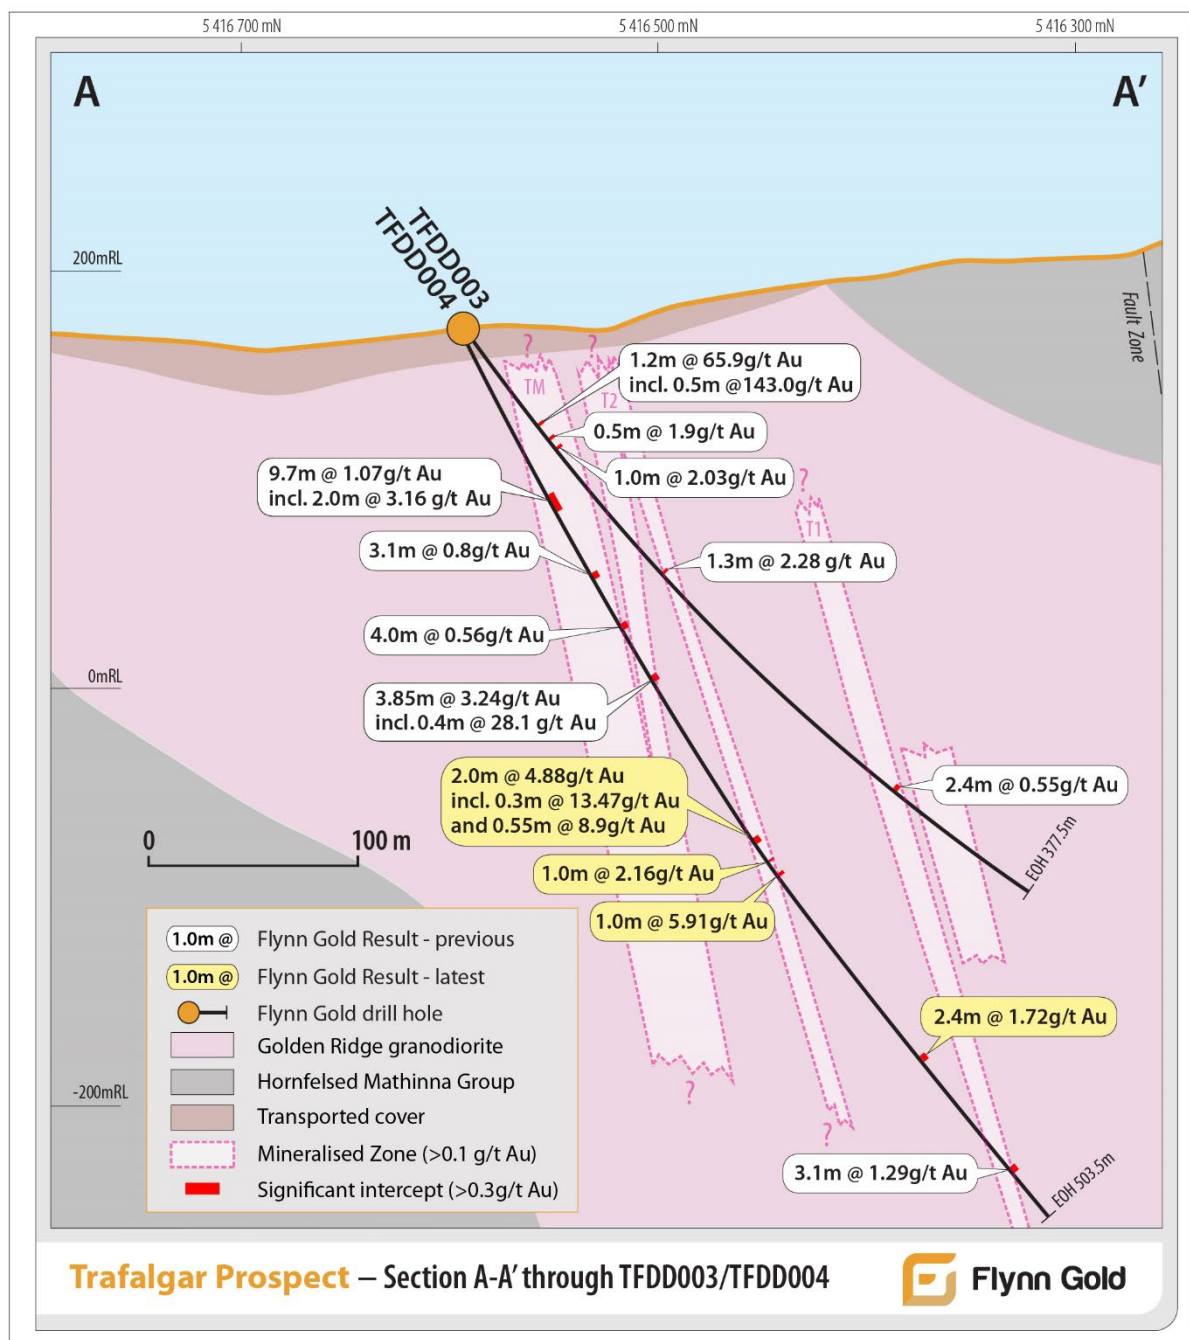 5 416 700 mN
5 416 500 mN
5 416 300 mN
A
A'
200mRL
TFDD003
TFDD004
Fault Zone
?
?
TM
T2
1.2m @ 65.9g/t Au
incl. 0.5m @143.0g/t Au
0.5m @ 1.9g/t Au
1.0m @ 2.03g/t Au
9.7m @ 1.07g/t Au
incl. 2.0m @ 3.16 g/t Au
?
T1
3.1m @ 0.8g/t Au
1.3m @ 2.28 g/t Au
4.0m @ 0.56g/t Au
0mRL
3.85m @ 3.24g/t Au
incl. 0.4m @ 28.1 g/t Au
2.0m @ 4.88g/t Au
incl. 0.3m @ 13.47g/t Au
and 0.55m @ 8.9g/t Au
2.4m @ 0.55g/t Au
EOH 377.5m
0
100 m
1.0m @ 2.16g/t Au
1.0m @ 5.91g/t Au
2.4m @ 1.72g/t Au
?
?
-200mRL
3.1m @ 1.29g/t Au
EOH 503.5m
1.0m @
Flynn Gold Result - previous
1.0m @
Flynn Gold Result - latest
Flynn Gold drill hole
Golden Ridge granodiorite
Hornfelsed Mathinna Group
Transported cover
Mineralised Zone (>0.1 g/t Au)
Significant intercept (>0.3g/t Au)
Trafalgar Prospect – Section A-A' through TFDD003/TFDD004
Flynn Gold